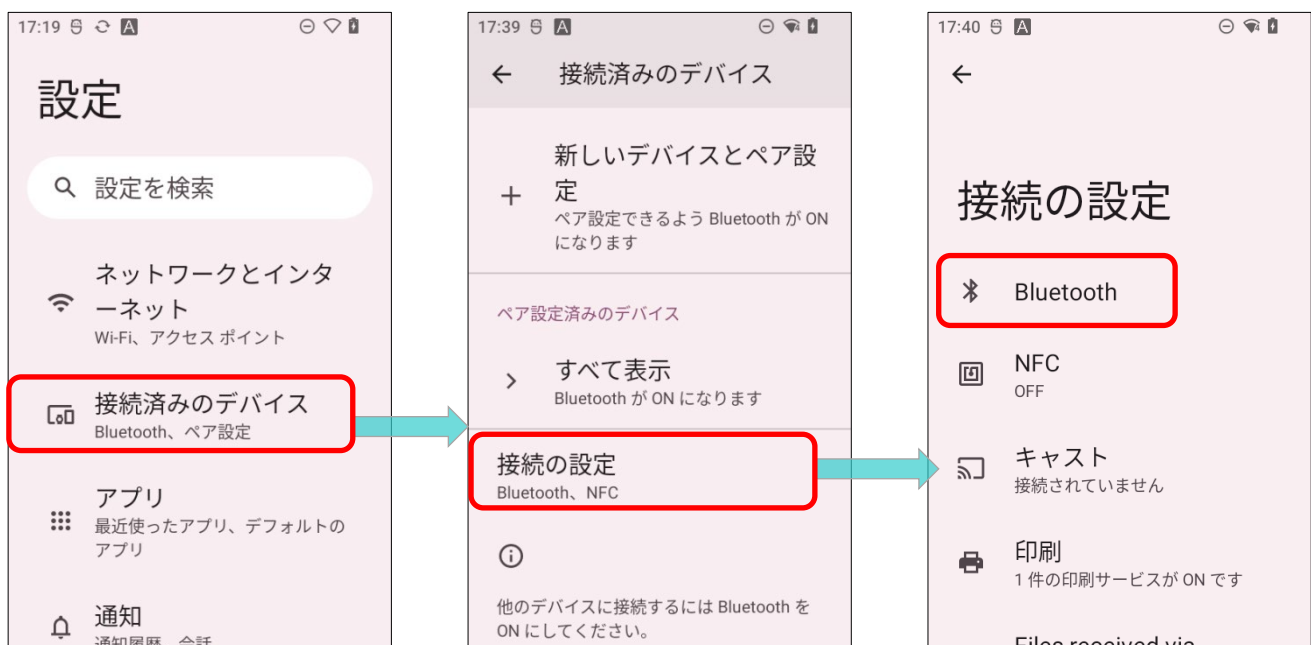 17:19
設定
設定を検索
ネットワークとインタ
ーネット
Wi-Fi、アクセス ポイント
接続済みのデバイス
Bluetooth、ペア設定
アプリ
最近使ったアプリ、デフォルトの
アプリ
通知
通知履歴、会話
17:39
接続済みのデバイス
新しいデバイスとペア設
定
ペア設定できるよう Bluetooth が ON
になります
ペア設定済みのデバイス
すべて表示
Bluetooth が ON になります
接続の設定
Bluetooth、NFC
他のデバイスに接続するには Bluetooth を
ON にしてください。
17:40
接続の設定
Bluetooth
NFC
OFF
キャスト
接続されていません
印刷
1 件の印刷サービスが ON です
Files received via